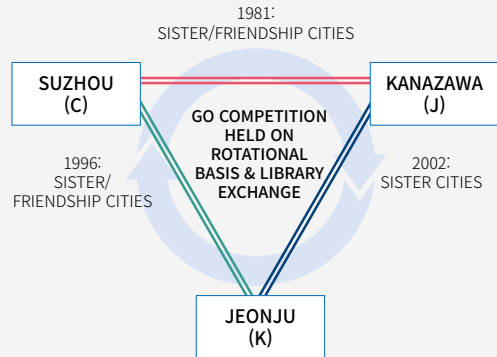 1981:
SISTER/FRIENDSHIP CITIES
SUZHOU
(C)
KANAZAWA
(J)
GO COMPETITION
HELD ON
ROTATIONAL
BASIS & LIBRARY
EXCHANGE
1996:
SISTER/
FRIENDSHIP CITIES
2002:
SISTER CITIES
JEONJU
(K)